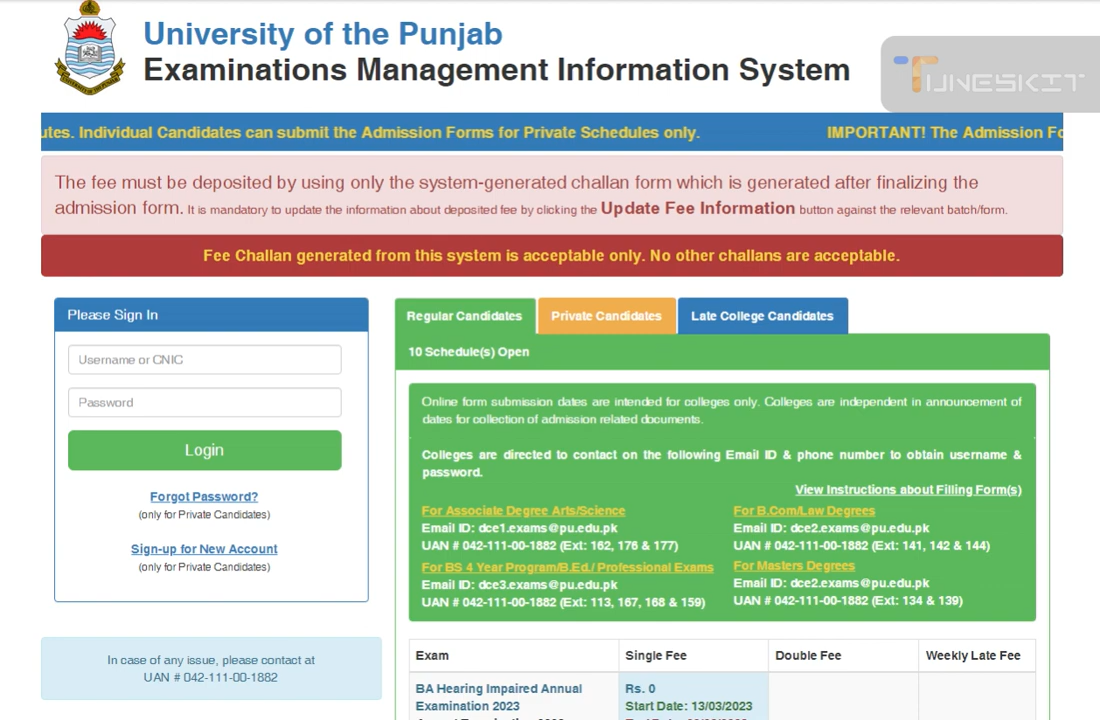 University of the Punjab
Examinations Management Information System
TUNESKIT
utes. Individual Candidates can submit the Admission Forms for Private Schedules only. IMPORTANT! The Admission Fo
The fee must be deposited by using only the system-generated challan form which is generated after finalizing the
admission form. It is mandatory to update the information about deposited fee by clicking the Update Fee Information button against the relevant batch/form.
Fee Challan generated from this system is acceptable only. No other challans are acceptable.
Please Sign In
Username or CNIC
Password
Login
Forgot Password?
(only for Private Candidates)
Sign-up for New Account
(only for Private Candidates)
In case of any issue, please contact at
UAN # 042-111-00-1882
Regular Candidates
Private Candidates
Late College Candidates
10 Schedule(s) Open
Online form submission dates are intended for colleges only. Colleges are independent in announcement of
dates for collection of admission related documents.
Colleges are directed to contact on the following Email ID & phone number to obtain username &
password.
View Instructions about Filling Form(s)
For Associate Degree Arts/Science
Email ID: dce1.exams@pu.edu.pk
UAN # 042-111-00-1882 (Ext: 162, 176 & 177)
For B.Com/Law Degrees
Email ID: dce2.exams@pu.edu.pk
UAN # 042-111-00-1882 (Ext: 141, 142 & 144)
For BS 4 Year Program/B.Ed./ Professional Exams
Email ID: dce3.exams@pu.edu.pk
UAN # 042-111-00-1882 (Ext: 113, 167, 168 & 159)
For Masters Degrees
Email ID: dce2.exams@pu.edu.pk
UAN # 042-111-00-1882 (Ext: 134 & 139)
Exam Single Fee Double Fee Weekly Late Fee
BA Hearing Impaired Annual
Examination 2023
Rs. 0
Start Date: 13/03/2023